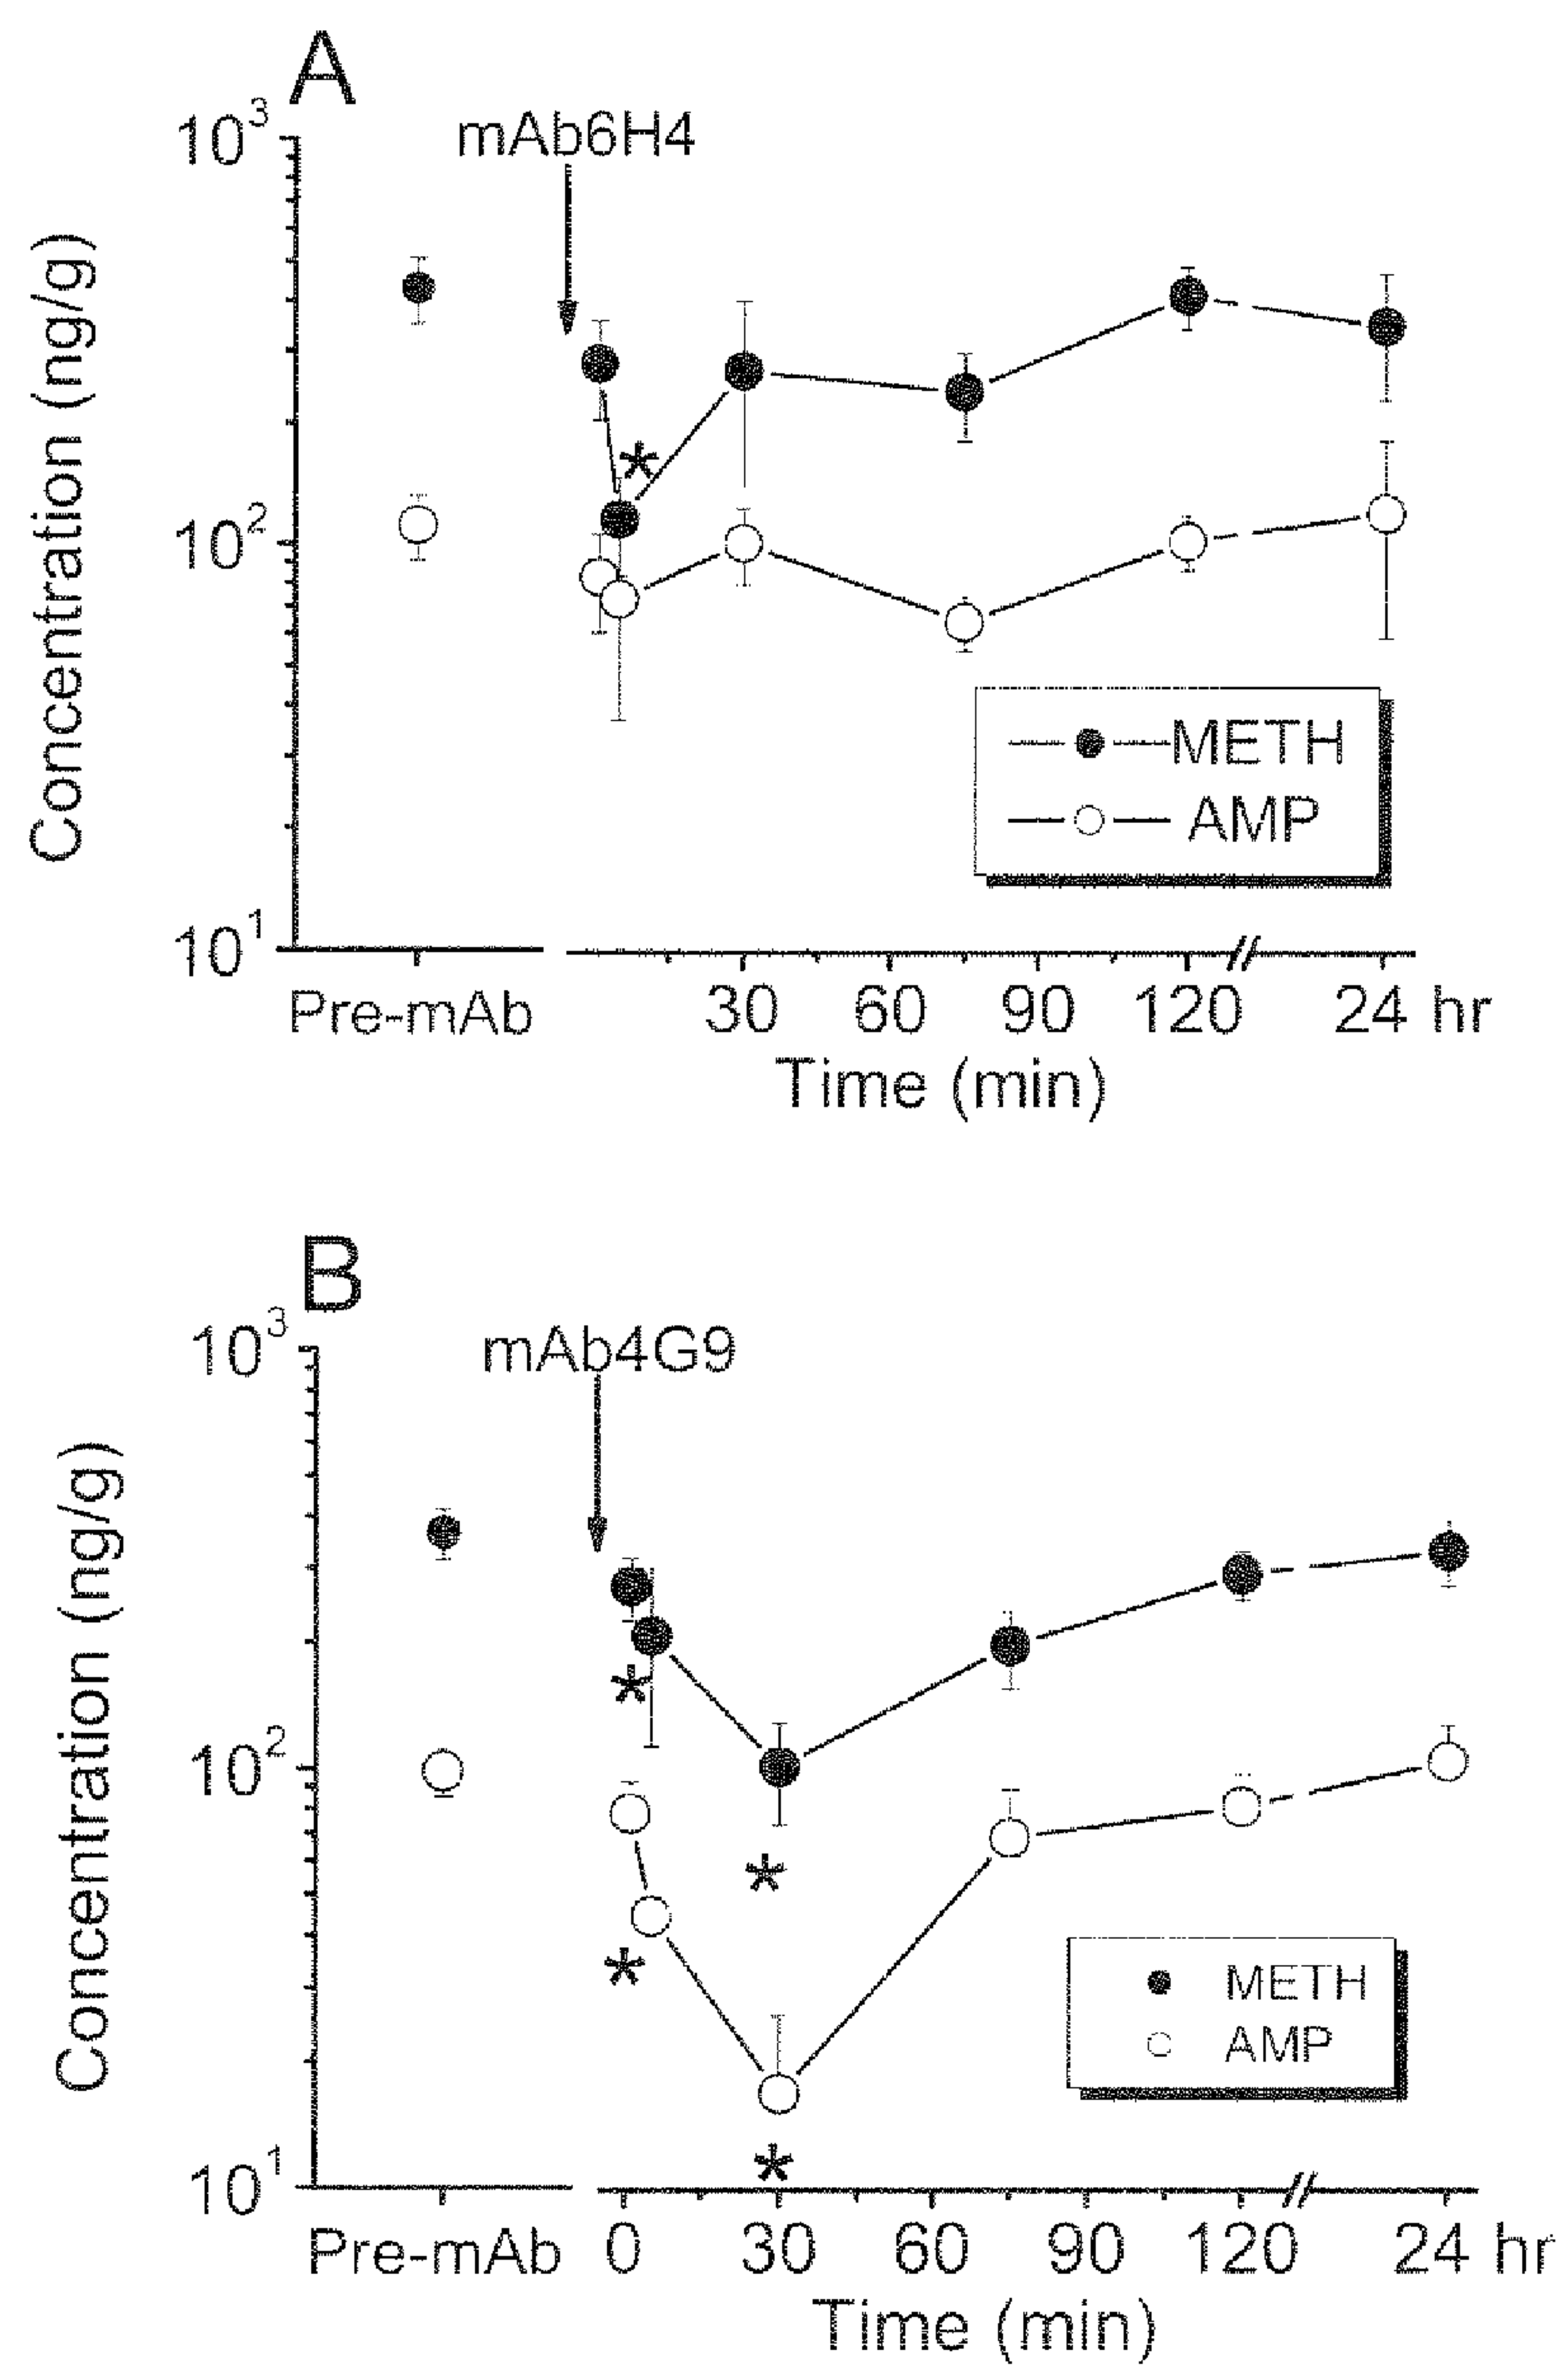 A
mAb6H4
10³
10²
10¹
Concentration (ng/g)
*
METH
AMP
Pre-mAb 30 60 90 120 24 hr
Time (min)
B
mAb4G9
10³
10²
10¹
Concentration (ng/g)
*
*
*
*
METH
AMP
Pre-mAb 0 30 60 90 120 24 hr
Time (min)